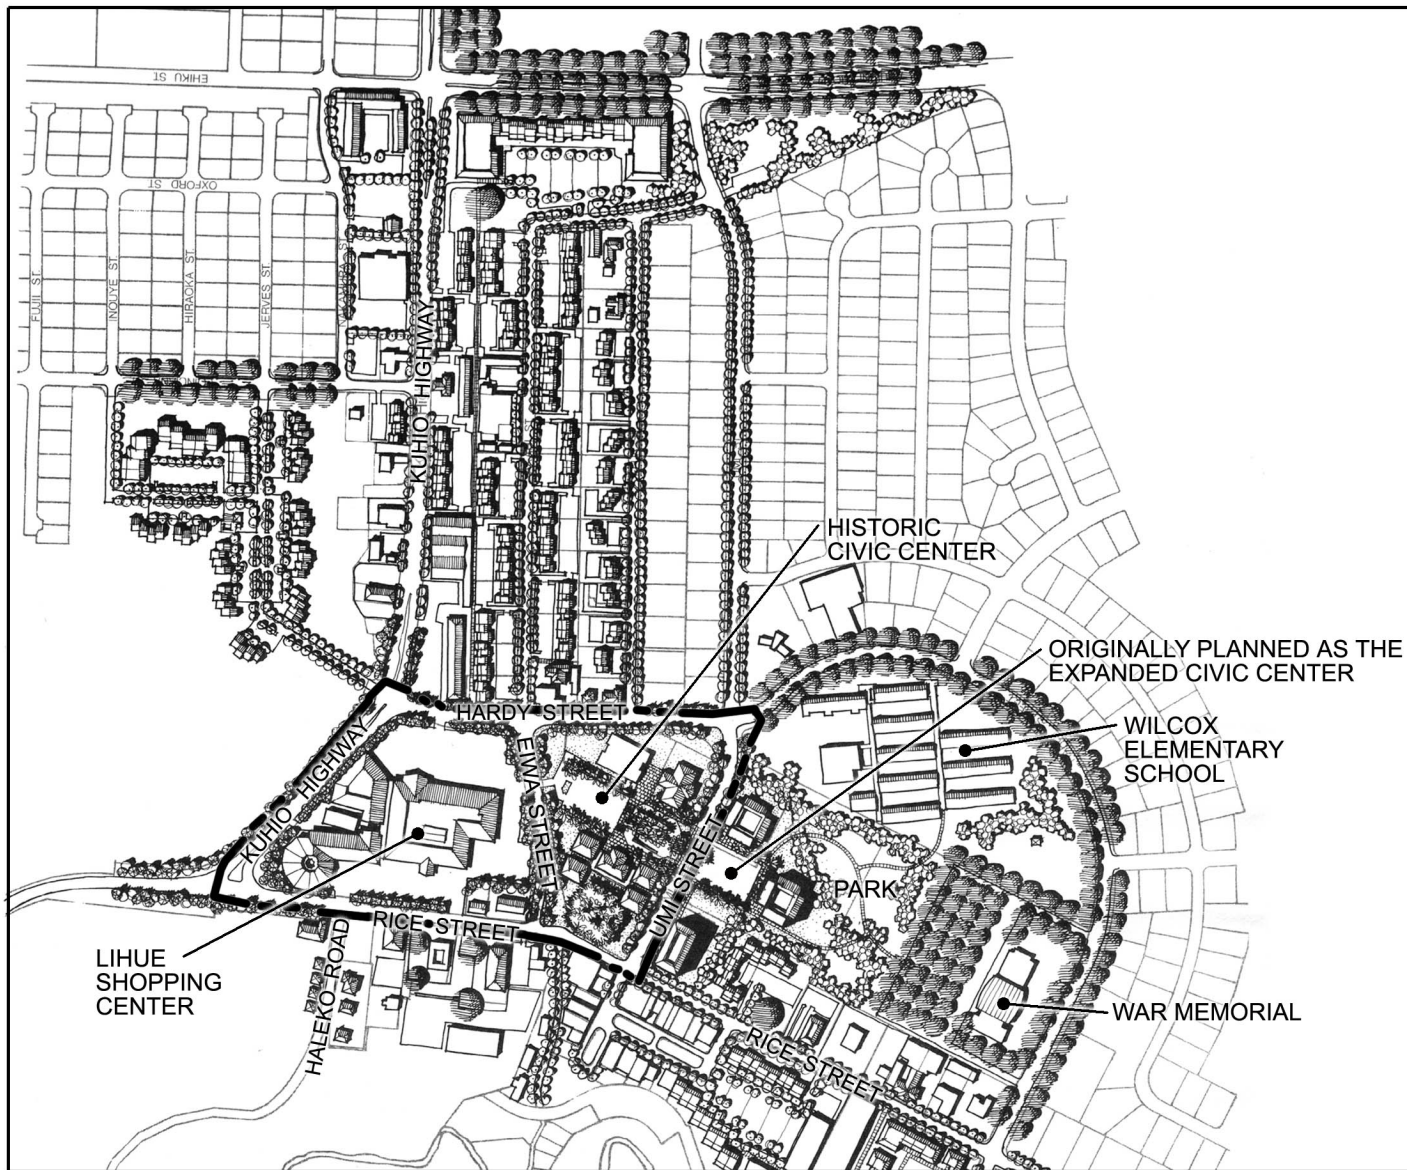 EHIKU ST.
OXFORD ST.
FUJII ST.
INOUYE ST.
HIRAOKA ST.
JERVES ST.
KUHIO HIGHWAY
HISTORIC
CIVIC CENTER
ORIGINALLY PLANNED AS THE
EXPANDED CIVIC CENTER
WILCOX
ELEMENTARY
SCHOOL
HARDY STREET
KUHIO HIGHWAY
EIWA STREET
UMI STREET
PARK
RICE STREET
HALEKO ROAD
LIHUE
SHOPPING
CENTER
WAR MEMORIAL
RICE STREET